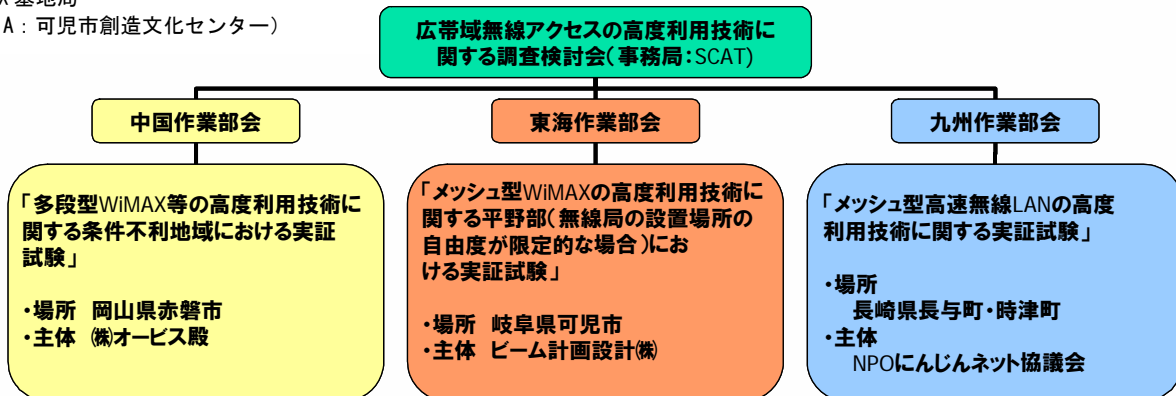 A：可児市創造文化センター）
広帯域無線アクセスの高度利用技術に
関する調査検討会（事務局：SCAT）
中国作業部会
東海作業部会
九州作業部会
「多段型WiMAX等の高度利用技術に
関する条件不利地域における実証
試験」
・場所　岡山県赤磐市
・主体　㈱オービス殿
「メッシュ型WiMAXの高度利用技術に
関する平野部（無線局の設置場所の
自由度が限定的な場合）にお
ける実証試験」
・場所　岐阜県可児市
・主体　ビーム計画設計㈱
「メッシュ型高速無線LANの高度
利用技術に関する実証試験」
・場所
長崎県長与町・時津町
・主体
NPOにんじんネット協議会